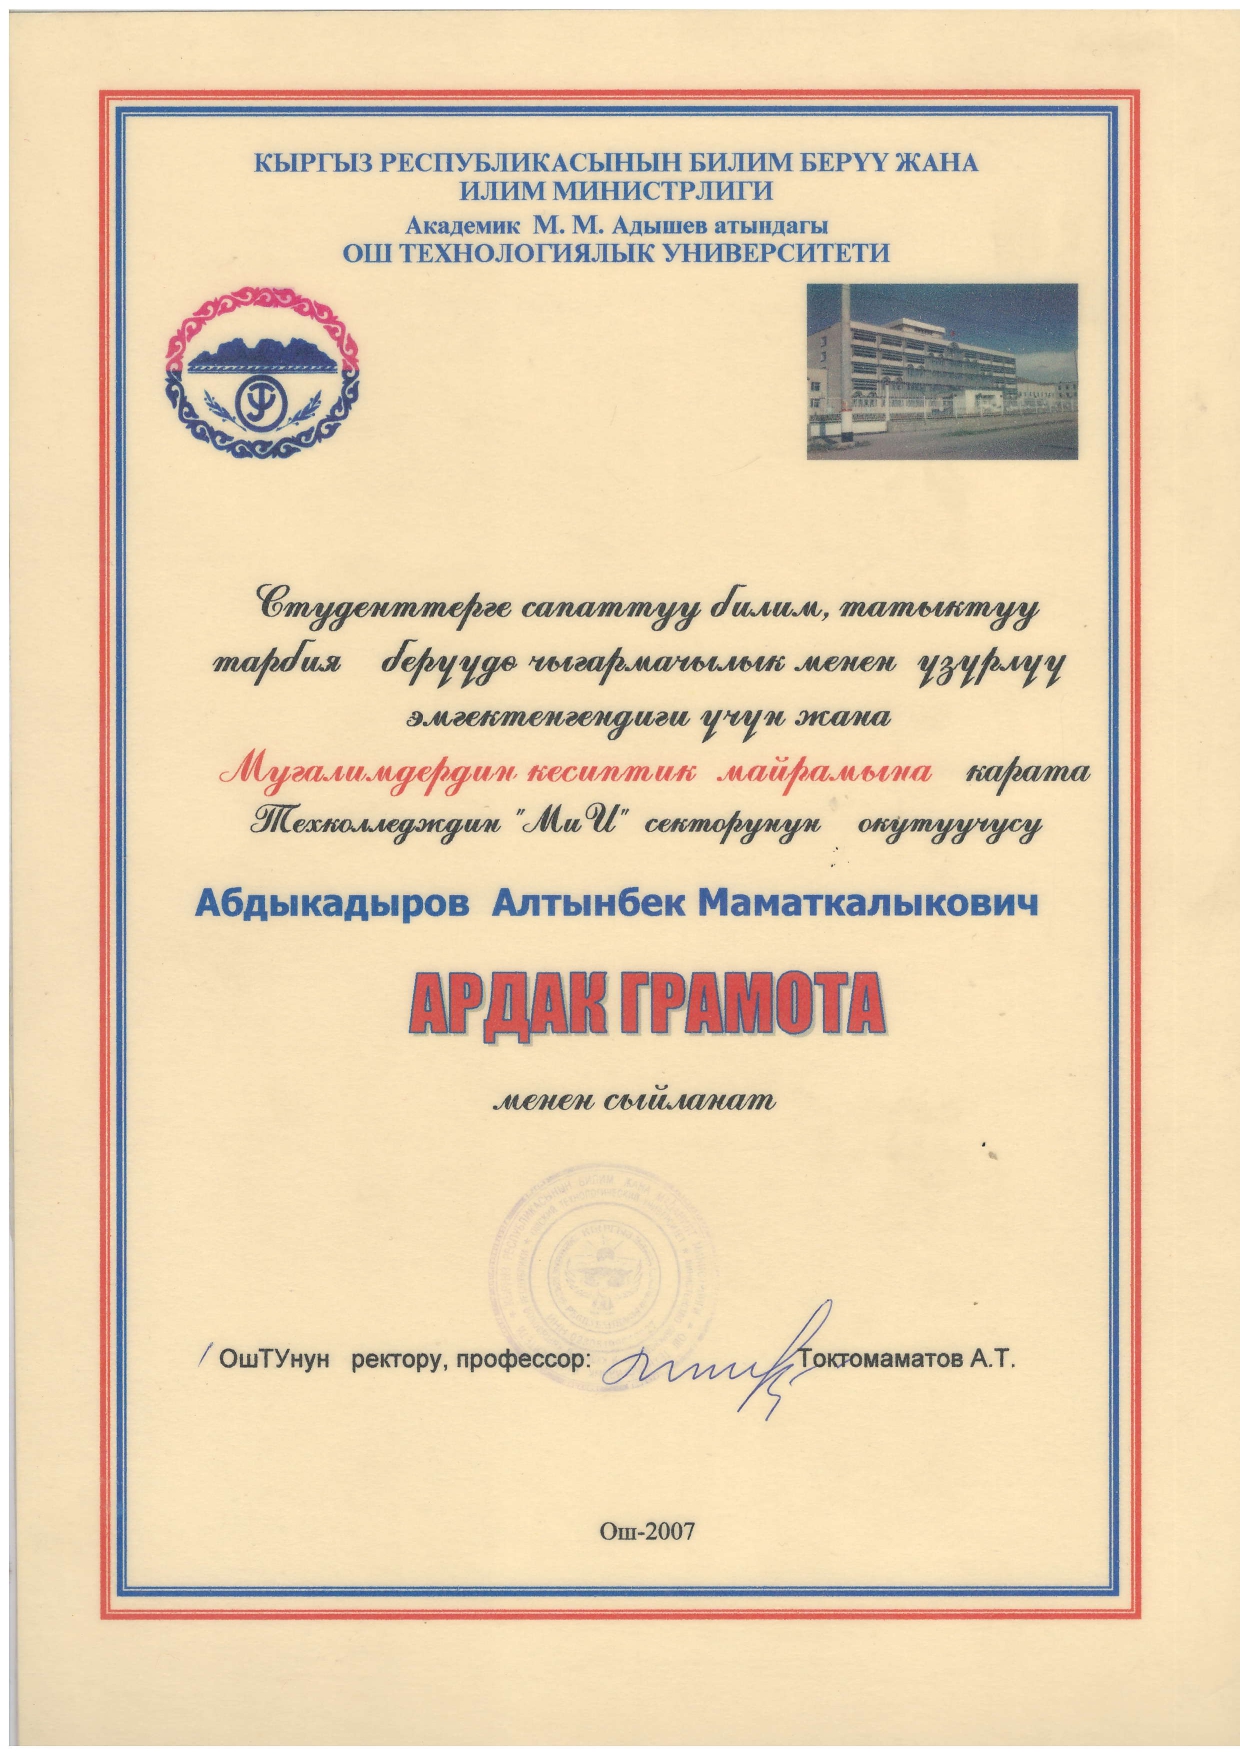 КЫРГЫЗ РЕСПУБЛИКАСЫНЫН БИЛИМ БЕРҮҮ ЖАНА
ИЛИМ МИНИСТРЛИГИ
Академик М. М. Адышев атындагы
ОШ ТЕХНОЛОГИЯЛЫК УНИВЕРСИТЕТИ
Студенттерге сапаттуу билим, татыктуу
тарбия берүүдө чыгармачылык менен үзүрлүү
эмгектенгендиги үчүн жана
Мугалимдердин кесиптик майрамына карата
Техколледждин "МиИ" секторунун окутуучусу
Абдыкадыров Алтынбек Маматкалыкович
АРДАК ГРАМОТА
менен сыйланат
ОшТУнун ректору, профессор: Токтомаматов А.Т.
Ош-2007